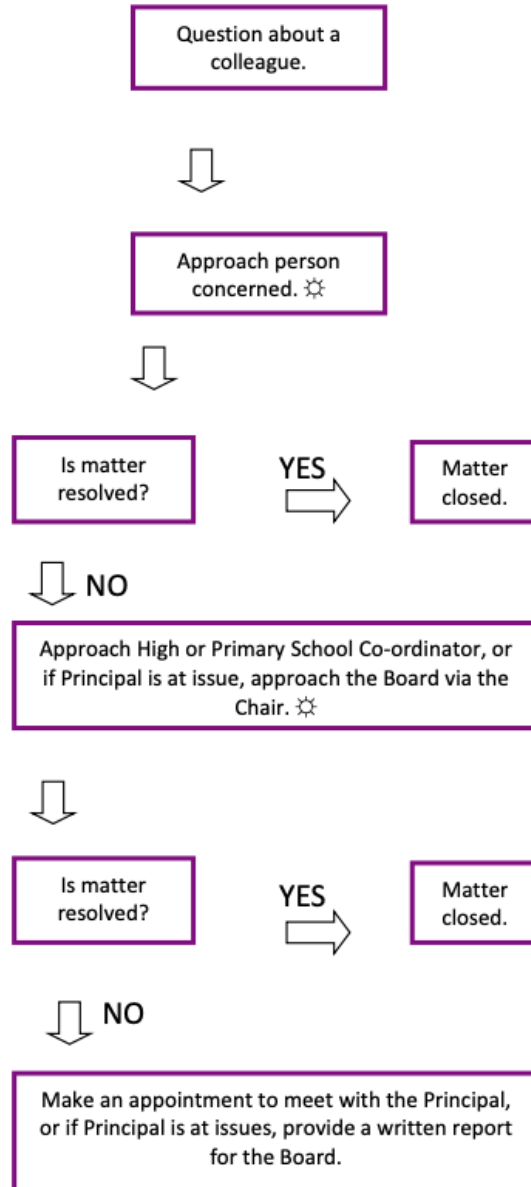 Question about a
colleague.
Approach person
concerned. ☼
Is matter
resolved?
YES
Matter
closed.
NO
Approach High or Primary School Co-ordinator, or
if Principal is at issue, approach the Board via the
Chair. ☼
Is matter
resolved?
YES
Matter
closed.
NO
Make an appointment to meet with the Principal,
or if Principal is at issues, provide a written report
for the Board.